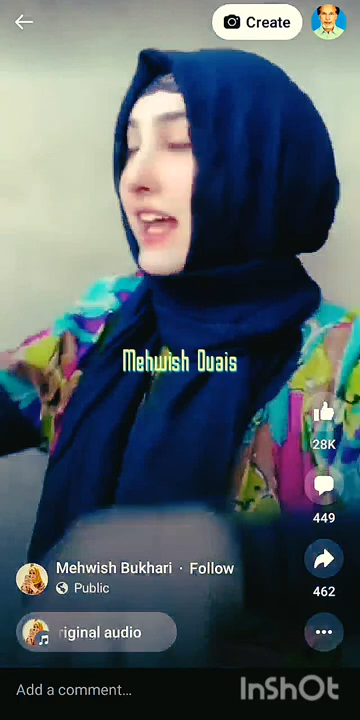 Create
Mehwish Ouais
28K
449
Mehwish Bukhari · Follow
462
Public
riginal audio
Add a comment...
InShOt